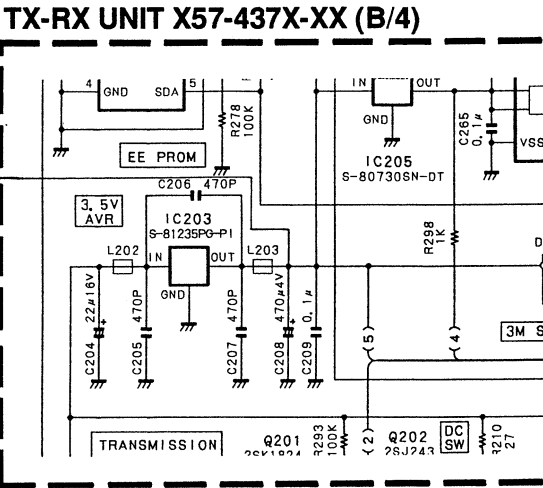 TX-RX UNIT X57-437X-XX (B/4)
4
GND
SDA
5
R278
100K
IN
OUT
GND
C265
0.1μ
VSS
EE PROM
IC205
S-80730SN-DT
C206 470P
3.5V
AVR
IC203
S-81235PG-PI
R298
1K
L202
IN
OUT
L203
GND
22μ16V
470P
470P
470μ4V
0.1μ
C204
C205
C207
C208
C209
5
4
3M S
TRANSMISSION
Q201
2SK1824
R293
100K
2
Q202
2SJ243
DC
SW
R210
27
D